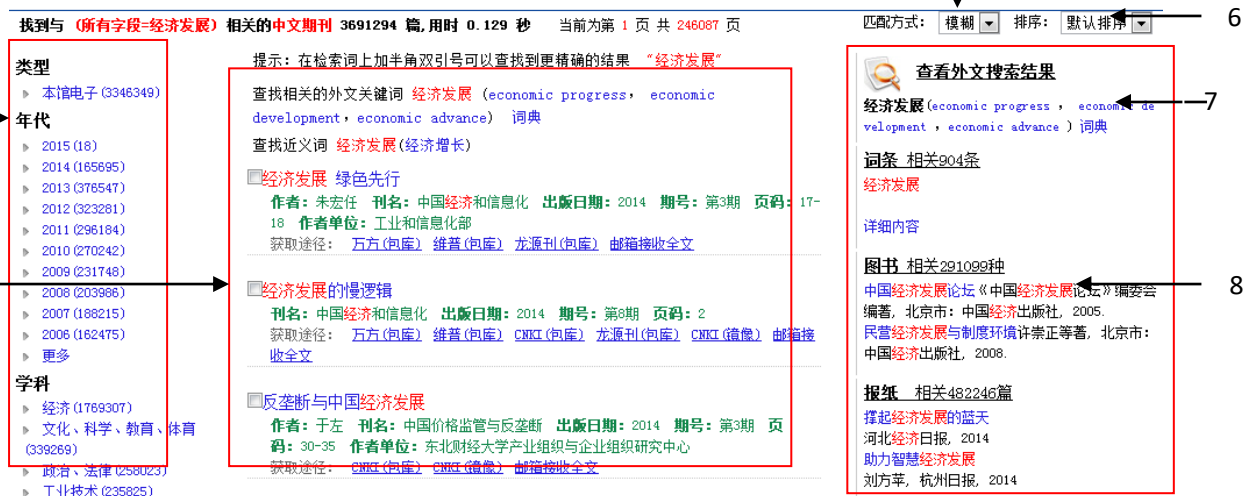 找到与 (所有字段=经济发展) 相关的中文期刊 3691294 篇,用时 0.129 秒 当前为第 1 页 共 246087 页
匹配方式: 模糊 排序: 默认排序
6
类型
本馆电子(3346349)
年代
2015(18)
2014(165695)
2013(376547)
2012(323281)
2011(296184)
2010(270242)
2009(231748)
2008(203986)
2007(188215)
2006(162475)
更多
学科
经济(1769307)
文化、科学、教育、体育
(339269)
政治、法律(258023)
工业技术(235825)
提示: 在检索词上加半角双引号可以查找到更精确的结果 “经济发展”
查找相关的外文关键词 经济发展 (economic progress, economic
development,economic advance) 词典
查找近义词 经济发展(经济增长)
经济发展 绿色先行
作者: 朱宏任 刊名: 中国经济和信息化 出版日期: 2014 期号: 第3期 页码: 17-
18 作者单位: 工业和信息化部
获取途径: 万方(包库) 维普(包库) 龙源刊(包库) 邮箱接收全文
经济发展的慢逻辑
刊名: 中国经济和信息化 出版日期: 2014 期号: 第8期 页码: 2
获取途径: 万方(包库) 维普(包库) CNKI(包库) 龙源刊(包库) CNKI(镜像) 邮箱接
收全文
反垄断与中国经济发展
作者: 于左 刊名: 中国价格监管与反垄断 出版日期: 2014 期号: 第3期 页
码: 30-35 作者单位: 东北财经大学产业组织与企业组织研究中心
获取途径: CNKI(包库) CNKI(镜像) 邮箱接收全文
查看外文搜索结果
经济发展(economic progress , economic de
velopment ,economic advance )词典
7
词条 相关904条
经济发展
详细内容
图书 相关291099种
中国经济发展论坛《中国经济发展论坛》编委会
编著, 北京市: 中国经济出版社, 2005.
民营经济发展与制度环境许崇正等著, 北京市:
中国经济出版社, 2008.
8
报纸 相关482246篇
撑起经济发展的蓝天
河北经济日报, 2014
助力智慧经济发展
刘方苹, 杭州日报, 2014